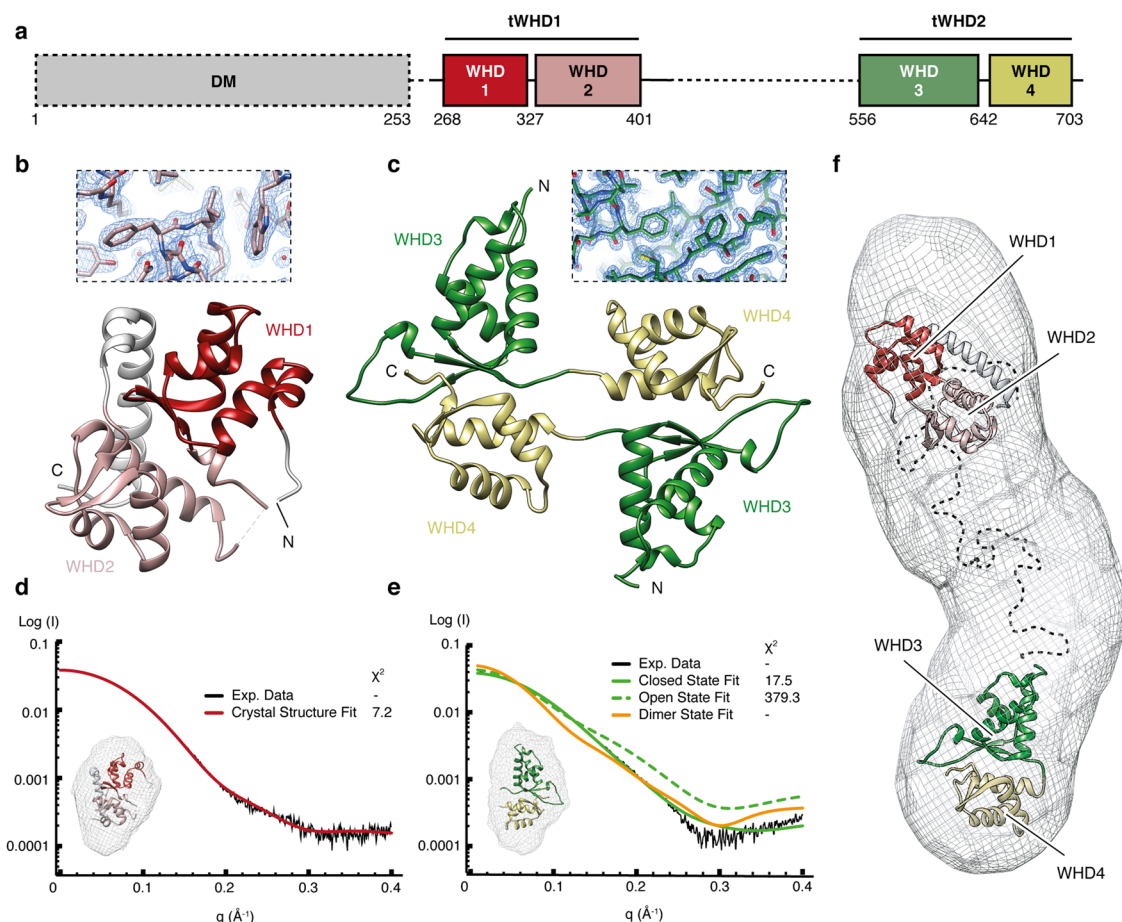 a
tWHD1
tWHD2
DM
WHD
1
WHD
2
WHD
3
WHD
4
1
253
268
327
401
556
642
703
b
WHD1
C
WHD2
N
c
N
WHD3
C
WHD4
C
WHD4
WHD3
N
f
WHD1
WHD2
WHD3
WHD4
d
Log (I)
0.1
0.01
0.001
0.0001
χ²
Exp. Data -
Crystal Structure Fit 7.2
0 0.1 0.2 0.3 0.4
q (Å⁻¹)
e
Log (I)
0.1
0.01
0.001
0.0001
χ²
Exp. Data -
Closed State Fit 17.5
Open State Fit 379.3
Dimer State Fit -
0 0.1 0.2 0.3 0.4
q (Å⁻¹)